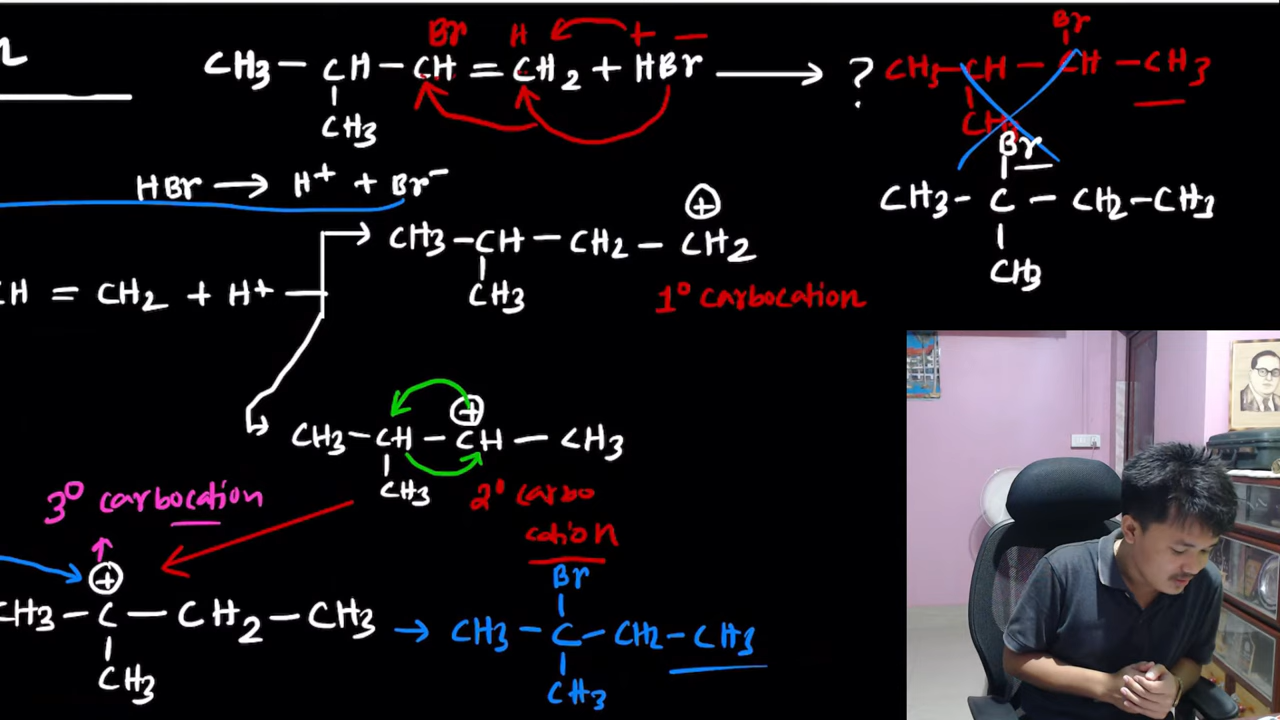 Br H + −
CH3 − CH − CH = CH2 + HBr ⟶ ?
CH3
Br
CH3 − CH − CH − CH3
Br
CH3 − C − CH2 − CH3
CH3
HBr ⟶ H+ + Br−
⊕
CH3 − CH − CH2 − CH2
CH3
1° carbocation
CH = CH2 + H+
⊕
CH3 − CH − CH − CH3
CH3
2° carbo
cation
3° carbocation
⊕
CH3 − C − CH2 − CH3
CH3
→
Br
CH3 − C − CH2 − CH3
CH3